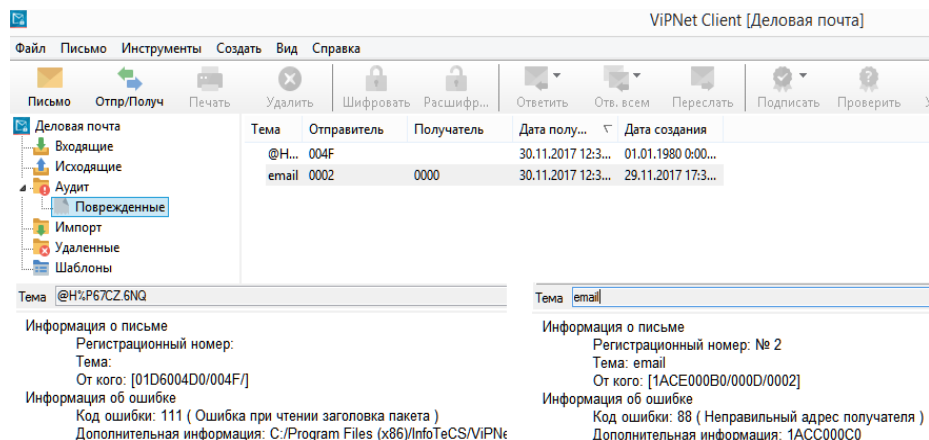 ViPNet Client [Деловая почта]
Файл Письмо Инструменты Создать Вид Справка
Письмо Отпр/Получ Печать Удалить Шифровать Расшифр... Ответить Отв. всем Переслать Подписать Проверить
Деловая почта
Входящие
Исходящие
Аудит
Поврежденные
Импорт
Удаленные
Шаблоны
Тема Отправитель Получатель Дата полу... Дата создания
@H... 004F 30.11.2017 12:3... 01.01.1980 0:00...
email 0002 0000 30.11.2017 12:3... 29.11.2017 17:3...
Тема @H%P67CZ.6NQ
Информация о письме
Регистрационный номер:
Тема:
От кого: [01D6004D0/004F/]
Информация об ошибке
Код ошибки: 111 ( Ошибка при чтении заголовка пакета )
Дополнительная информация: C:/Program Files (x86)/InfoTeCS/ViPNe
Тема email
Информация о письме
Регистрационный номер: № 2
Тема: email
От кого: [1ACE000B0/000D/0002]
Информация об ошибке
Код ошибки: 88 ( Неправильный адрес получателя )
Дополнительная информация: 1ACC000C0